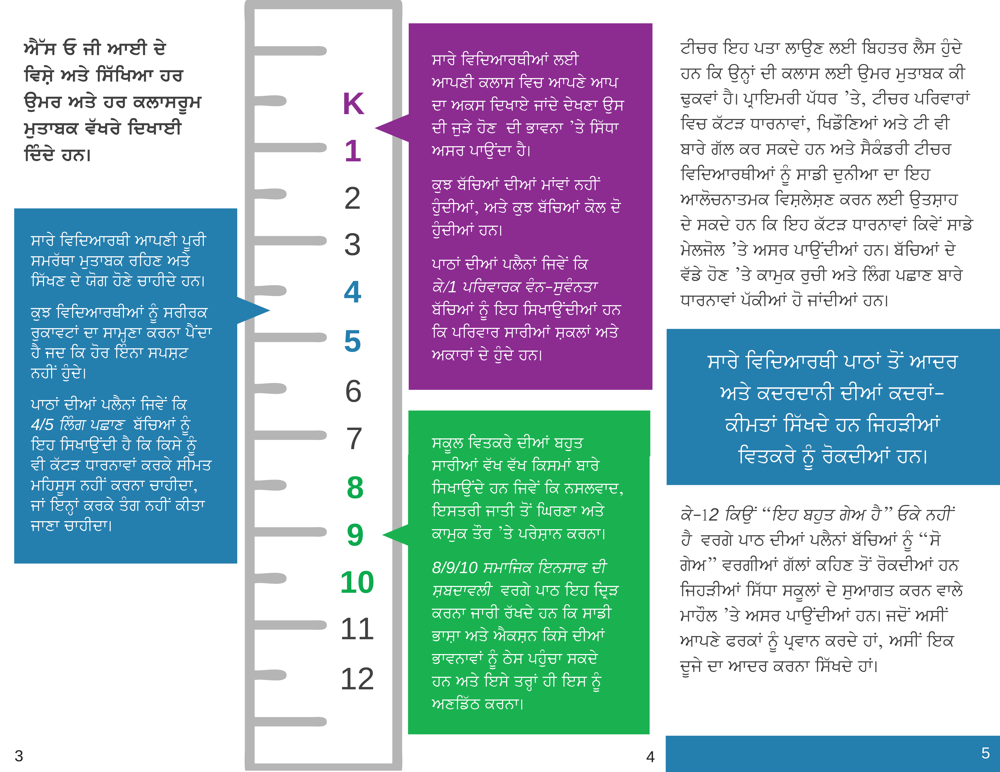 ਐੱਸ ਓ ਜੀ ਆਈ ਦੇ
ਵਿਸ਼ੇ ਅਤੇ ਸਿੱਖਿਆ ਹਰ
ਉਮਰ ਅਤੇ ਹਰ ਕਲਾਸਰੂਮ
ਮੁਤਾਬਕ ਵੱਖਰੇ ਦਿਖਾਈ
ਦਿੰਦੇ ਹਨ।
ਸਾਰੇ ਵਿਦਿਆਰਥੀ ਆਪਣੀ ਪੂਰੀ
ਸਮਰੱਥਾ ਮੁਤਾਬਕ ਰਹਿਣ ਅਤੇ
ਸਿੱਖਣ ਦੇ ਯੋਗ ਹੋਣੇ ਚਾਹੀਦੇ ਹਨ।
ਕੁਝ ਵਿਦਿਆਰਥੀਆਂ ਨੂੰ ਸਰੀਰਕ
ਰੁਕਾਵਟਾਂ ਦਾ ਸਾਮ੍ਹਣਾ ਕਰਨਾ ਪੈਂਦਾ
ਹੈ ਜਦ ਕਿ ਹੋਰ ਇੰਨਾ ਸਪਸ਼ਟ
ਨਹੀਂ ਹੁੰਦੇ।
ਪਾਠਾਂ ਦੀਆਂ ਪਲੈਨਾਂ ਜਿਵੇਂ ਕਿ
4/5 ਲਿੰਗ ਪਛਾਣ ਬੱਚਿਆਂ ਨੂੰ
ਇਹ ਸਿਖਾਉਂਦੀ ਹੈ ਕਿ ਕਿਸੇ ਨੂੰ
ਵੀ ਕੱਟੜ ਧਾਰਨਾਵਾਂ ਕਰਕੇ ਸੀਮਤ
ਮਹਿਸੂਸ ਨਹੀਂ ਕਰਨਾ ਚਾਹੀਦਾ,
ਜਾਂ ਇਨ੍ਹਾਂ ਕਰਕੇ ਤੰਗ ਨਹੀਂ ਕੀਤਾ
ਜਾਣਾ ਚਾਹੀਦਾ।
3
K
1
2
3
4
5
6
7
8
9
10
11
12
ਸਾਰੇ ਵਿਦਿਆਰਥੀਆਂ ਲਈ
ਆਪਣੀ ਕਲਾਸ ਵਿਚ ਆਪਣੇ ਆਪ
ਦਾ ਅਕਸ ਦਿਖਾਏ ਜਾਂਦੇ ਦੇਖਣਾ ਉਸ
ਦੀ ਜੁੜੇ ਹੋਣ ਦੀ ਭਾਵਨਾ ’ਤੇ ਸਿੱਧਾ
ਅਸਰ ਪਾਉਂਦਾ ਹੈ।
ਕੁਝ ਬੱਚਿਆਂ ਦੀਆਂ ਮਾਂਵਾਂ ਨਹੀਂ
ਹੁੰਦੀਆਂ, ਅਤੇ ਕੁਝ ਬੱਚਿਆਂ ਕੋਲ ਦੋ
ਹੁੰਦੀਆਂ ਹਨ।
ਪਾਠਾਂ ਦੀਆਂ ਪਲੈਨਾਂ ਜਿਵੇਂ ਕਿ
ਕੇ/1 ਪਰਿਵਾਰਕ ਵੰਨ-ਸੁਵੰਨਤਾ
ਬੱਚਿਆਂ ਨੂੰ ਇਹ ਸਿਖਾਉਂਦੀਆਂ ਹਨ
ਕਿ ਪਰਿਵਾਰ ਸਾਰੀਆਂ ਸ਼ਕਲਾਂ ਅਤੇ
ਅਕਾਰਾਂ ਦੇ ਹੁੰਦੇ ਹਨ।
ਸਕੂਲ ਵਿਤਕਰੇ ਦੀਆਂ ਬਹੁਤ
ਸਾਰੀਆਂ ਵੱਖ ਵੱਖ ਕਿਸਮਾਂ ਬਾਰੇ
ਸਿਖਾਉਂਦੇ ਹਨ ਜਿਵੇਂ ਕਿ ਨਸਲਵਾਦ,
ਇਸਤਰੀ ਜਾਤੀ ਤੋਂ ਘਿਰਣਾ ਅਤੇ
ਕਾਮੁਕ ਤੌਰ ’ਤੇ ਪਰੇਸ਼ਾਨ ਕਰਨਾ।
8/9/10 ਸਮਾਜਿਕ ਇਨਸਾਫ ਦੀ
ਸ਼ਬਦਾਵਲੀ ਵਰਗੇ ਪਾਠ ਇਹ ਦ੍ਰਿੜ
ਕਰਨਾ ਜਾਰੀ ਰੱਖਦੇ ਹਨ ਕਿ ਸਾਡੀ
ਭਾਸ਼ਾ ਅਤੇ ਐਕਸ਼ਨ ਕਿਸੇ ਦੀਆਂ
ਭਾਵਨਾਵਾਂ ਨੂੰ ਠੇਸ ਪਹੁੰਚਾ ਸਕਦੇ
ਹਨ ਅਤੇ ਇਸੇ ਤਰ੍ਹਾਂ ਹੀ ਇਸ ਨੂੰ
ਅਣਡਿੱਠ ਕਰਨਾ।
4
ਟੀਚਰ ਇਹ ਪਤਾ ਲਾਉਣ ਲਈ ਬਿਹਤਰ ਲੈਸ ਹੁੰਦੇ
ਹਨ ਕਿ ਉਨ੍ਹਾਂ ਦੀ ਕਲਾਸ ਲਈ ਉਮਰ ਮੁਤਾਬਕ ਕੀ
ਢੁਕਵਾਂ ਹੈ। ਪ੍ਰਾਇਮਰੀ ਪੱਧਰ ’ਤੇ, ਟੀਚਰ ਪਰਿਵਾਰਾਂ
ਵਿਚ ਕੱਟੜ ਧਾਰਨਾਵਾਂ, ਖਿਡੌਣਿਆਂ ਅਤੇ ਟੀ ਵੀ
ਬਾਰੇ ਗੱਲ ਕਰ ਸਕਦੇ ਹਨ ਅਤੇ ਸੈਕੰਡਰੀ ਟੀਚਰ
ਵਿਦਿਆਰਥੀਆਂ ਨੂੰ ਸਾਡੀ ਦੁਨੀਆ ਦਾ ਇਹ
ਆਲੋਚਨਾਤਮਕ ਵਿਸ਼ਲੇਸ਼ਣ ਕਰਨ ਲਈ ਉਤਸ਼ਾਹ
ਦੇ ਸਕਦੇ ਹਨ ਕਿ ਇਹ ਕੱਟੜ ਧਾਰਨਾਵਾਂ ਕਿਵੇਂ ਸਾਡੇ
ਮੇਲਜੋਲ ’ਤੇ ਅਸਰ ਪਾਉਂਦੀਆਂ ਹਨ। ਬੱਚਿਆਂ ਦੇ
ਵੱਡੇ ਹੋਣ ’ਤੇ ਕਾਮੁਕ ਰੁਚੀ ਅਤੇ ਲਿੰਗ ਪਛਾਣ ਬਾਰੇ
ਧਾਰਨਾਵਾਂ ਪੱਕੀਆਂ ਹੋ ਜਾਂਦੀਆਂ ਹਨ।
ਸਾਰੇ ਵਿਦਿਆਰਥੀ ਪਾਠਾਂ ਤੋਂ ਆਦਰ
ਅਤੇ ਕਦਰਦਾਨੀ ਦੀਆਂ ਕਦਰਾਂ-
ਕੀਮਤਾਂ ਸਿੱਖਦੇ ਹਨ ਜਿਹੜੀਆਂ
ਵਿਤਕਰੇ ਨੂੰ ਰੋਕਦੀਆਂ ਹਨ।
ਕੇ-12 ਕਿਉਂ “ਇਹ ਬਹੁਤ ਗੇਅ ਹੈ” ਓਕੇ ਨਹੀਂ
ਹੈ ਵਰਗੇ ਪਾਠ ਦੀਆਂ ਪਲੈਨਾਂ ਬੱਚਿਆਂ ਨੂੰ “ਸੋ
ਗੇਅ” ਵਰਗੀਆਂ ਗੱਲਾਂ ਕਹਿਣ ਤੋਂ ਰੋਕਦੀਆਂ ਹਨ
ਜਿਹੜੀਆਂ ਸਿੱਧਾ ਸਕੂਲਾਂ ਦੇ ਸੁਆਗਤ ਕਰਨ ਵਾਲੇ
ਮਾਹੌਲ ’ਤੇ ਅਸਰ ਪਾਉਂਦੀਆਂ ਹਨ। ਜਦੋਂ ਅਸੀਂ
ਆਪਣੇ ਫਰਕਾਂ ਨੂੰ ਪ੍ਰਵਾਨ ਕਰਦੇ ਹਾਂ, ਅਸੀਂ ਇਕ
ਦੂਜੇ ਦਾ ਆਦਰ ਕਰਨਾ ਸਿੱਖਦੇ ਹਾਂ।
5